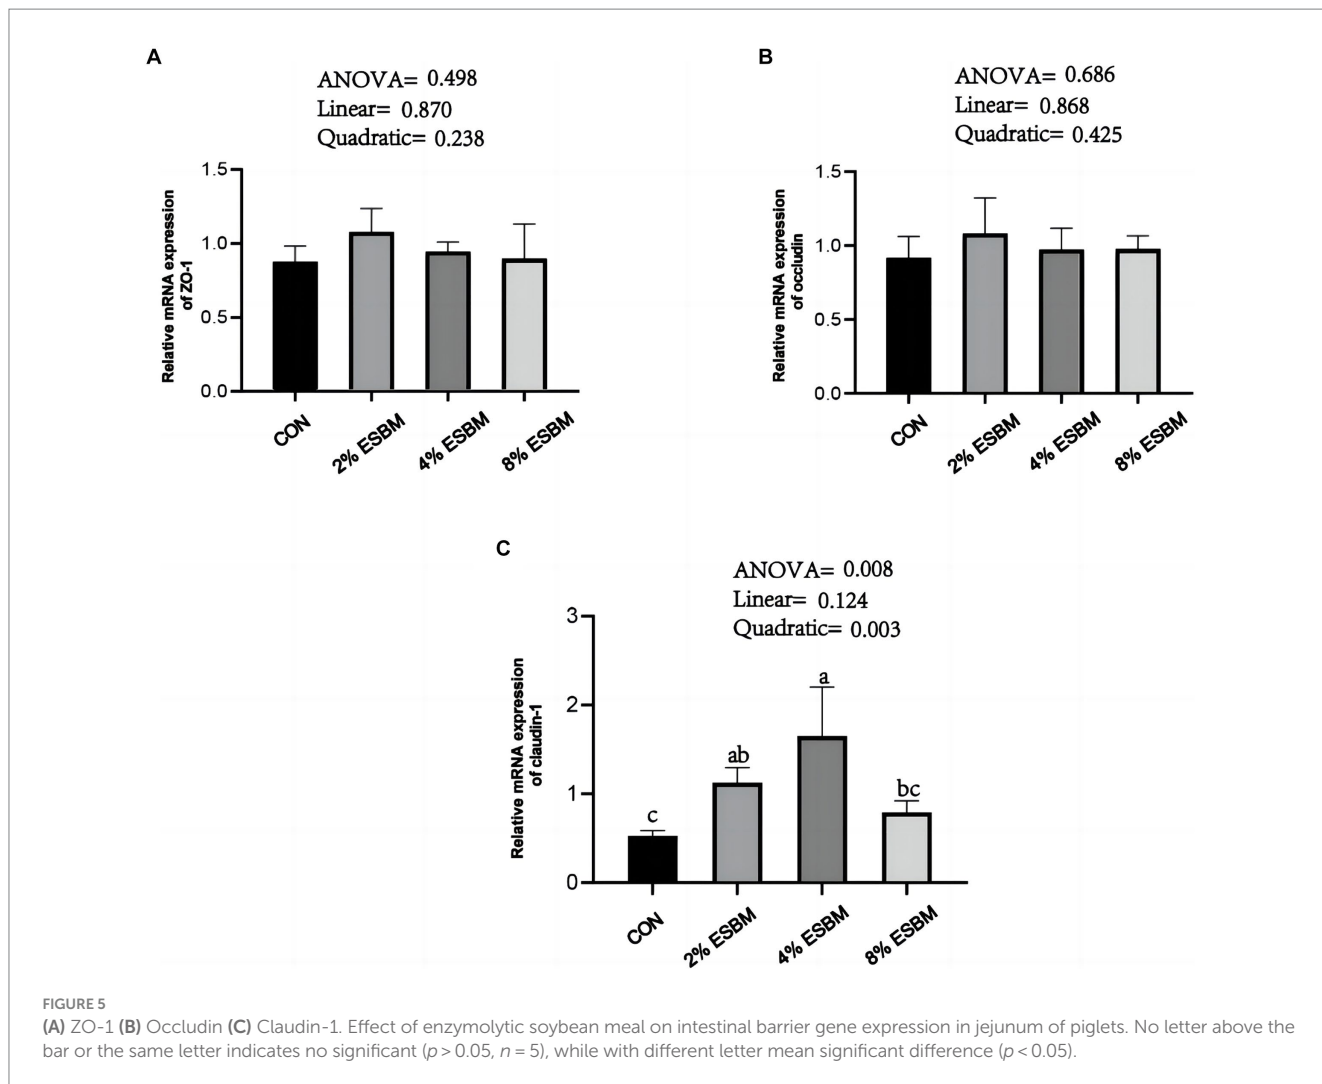 A
ANOVA= 0.498
Linear= 0.870
Quadratic= 0.238
Relative mRNA expression
of ZO-1
1.5
1.0
0.5
0.0
CON
2% ESBM
4% ESBM
8% ESBM
B
ANOVA= 0.686
Linear= 0.868
Quadratic= 0.425
Relative mRNA expression
of occludin
1.5
1.0
0.5
0.0
CON
2% ESBM
4% ESBM
8% ESBM
C
ANOVA= 0.008
Linear= 0.124
Quadratic= 0.003
Relative mRNA expression
of claudin-1
3
2
1
0
c
ab
a
bc
CON
2% ESBM
4% ESBM
8% ESBM
FIGURE 5
(A) ZO-1 (B) Occludin (C) Claudin-1. Effect of enzymolytic soybean meal on intestinal barrier gene expression in jejunum of piglets. No letter above the
bar or the same letter indicates no significant (p > 0.05, n = 5), while with different letter mean significant difference (p < 0.05).